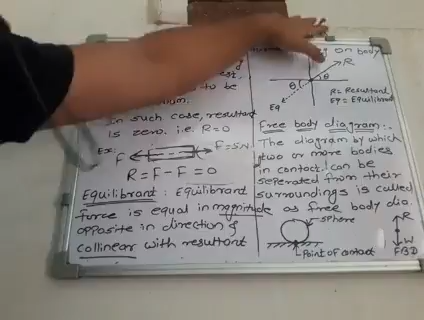 to be
in such case, resultant
is zero. i.e. R=0
Ex:
F F=5N
R=F-F=0
Equilibrant: Equilibrant
force is equal in magnitude
opposite in direction &
collinear with resultant
on body
R
θ θ
Eq
R=Resultant
Eq=Equilibrant
Free body diagram:-
The diagram by which
two or more bodies
in contact, can be
seperated from their
surroundings is called
as free body dia.
sphere
Point of contact
R
W
FBD